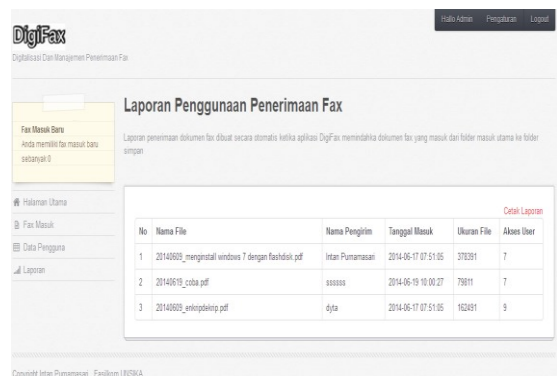 Hallo Admin Pengaturan Logout
DigiFax
Digitalisasi Dan Manajemen Penerimaan Fax
Fax Masuk Baru
Anda memiliki fax masuk baru
sebanyak 0
Halaman Utama
Fax Masuk
Data Pengguna
Laporan
Laporan Penggunaan Penerimaan Fax
Laporan penerimaan dokumen fax dibuat secara otomatis ketika aplikasi DigiFax memindahka dokumen fax yang masuk dari folder masuk utama ke folder
simpan
Cetak Laporan
No Nama File Nama Pengirim Tanggal Masuk Ukuran File Akses User
1 20140609_menginstall windows 7 dengan flashdisk.pdf Intan Purnamasari 2014-06-17 07:51:05 378391 7
2 20140619_coba.pdf ssssss 2014-06-19 10:00:27 79811 7
3 20140609_enkripdekrip.pdf dyta 2014-06-17 07:51:05 162491 9
Copyright Intan Purnamasari . Fasilkom UNSIKA